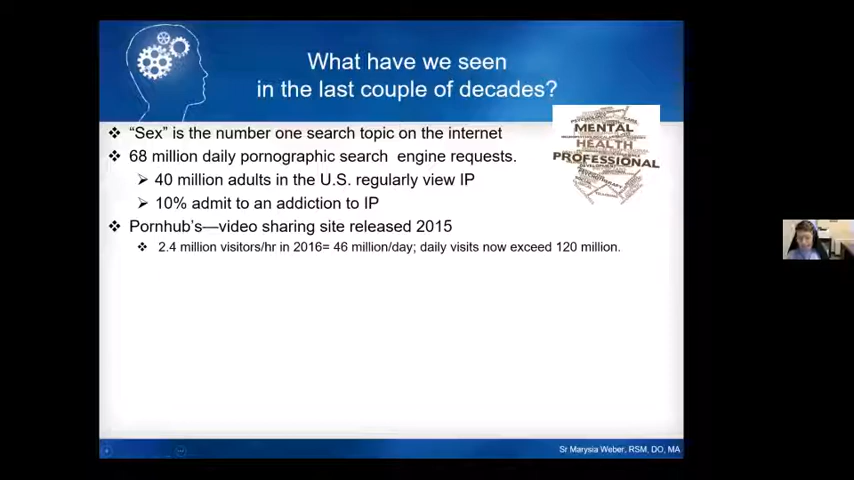 What have we seen
in the last couple of decades?
❖ “Sex” is the number one search topic on the internet
❖ 68 million daily pornographic search engine requests.
➢ 40 million adults in the U.S. regularly view IP
➢ 10% admit to an addiction to IP
❖ Pornhub’s—video sharing site released 2015
❖ 2.4 million visitors/hr in 2016= 46 million/day; daily visits now exceed 120 million.
MENTAL
HEALTH
PROFESSIONAL
Sr Marysia Weber, RSM, DO, MA